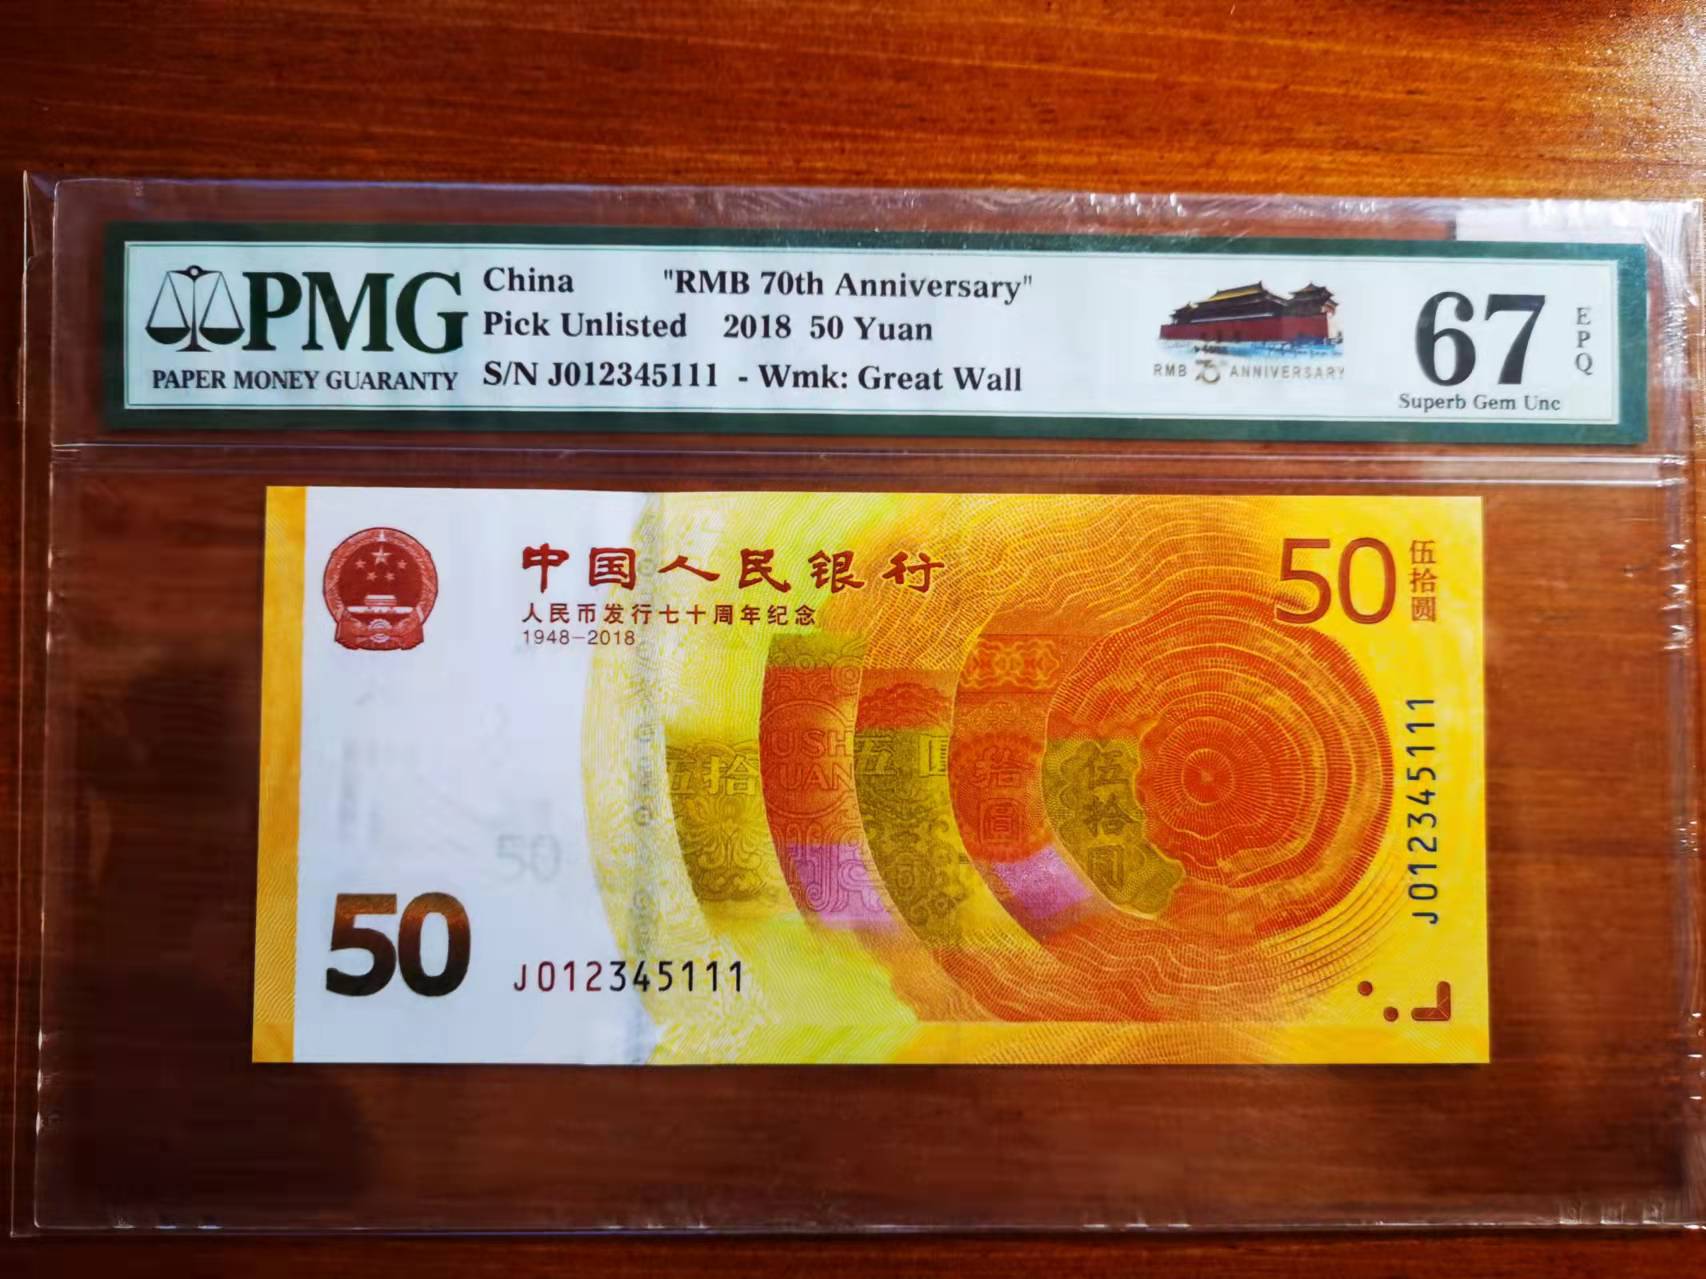 PMG
PAPER MONEY GUARANTY
China "RMB 70th Anniversary"
Pick Unlisted 2018 50 Yuan
S/N J012345111 - Wmk: Great Wall
RMB 70th ANNIVERSARY
67
EPQ
Superb Gem Unc
中国人民银行
人民币发行七十周年纪念
1948-2018
50
伍拾圆
伍拾
USH
UAN
五圆
拾圆
伍拾圆
50
50
J012345111
J012345111